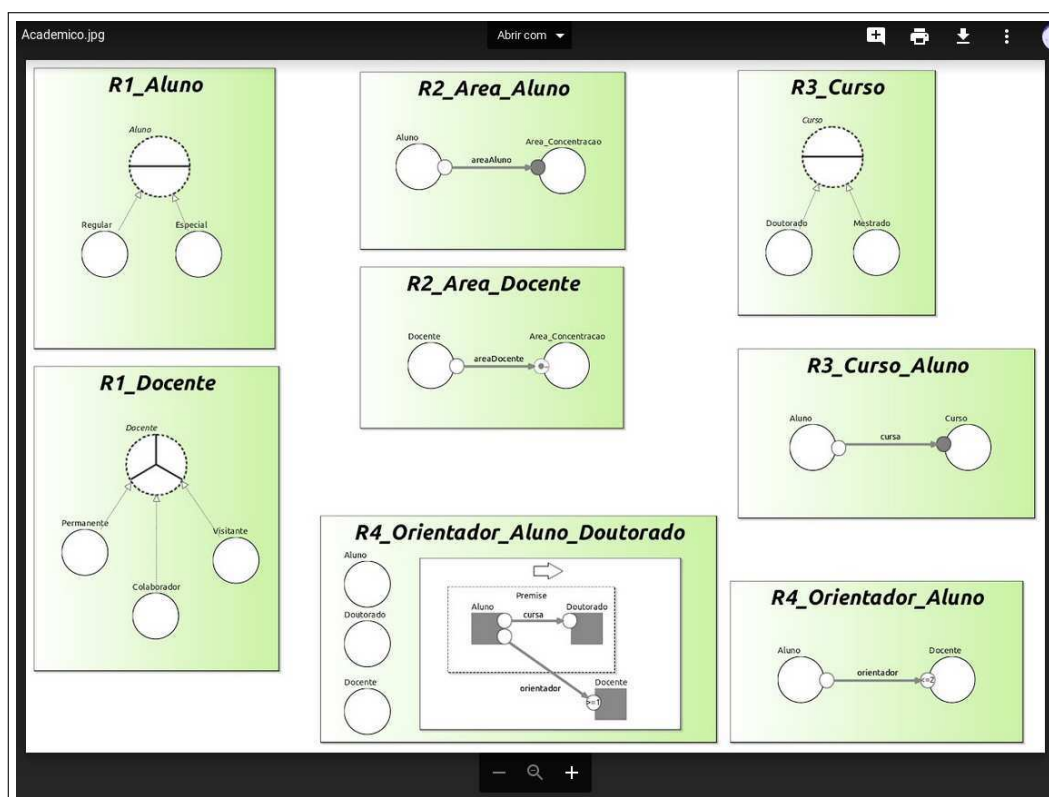 Academico.jpg
Abrir com
R1_Aluno
Aluno
Regular
Especial
R2_Area_Aluno
Aluno
Area_Concentracao
areaAluno
R3_Curso
Curso
Doutorado
Mestrado
R2_Area_Docente
Docente
Area_Concentracao
areaDocente
R1_Docente
Docente
Permanente
Visitante
Colaborador
R3_Curso_Aluno
Aluno
Curso
cursa
R4_Orientador_Aluno_Doutorado
Aluno
Doutorado
Docente
Premise
Aluno
Doutorado
cursa
orientador
Docente
>=1
R4_Orientador_Aluno
Aluno
Docente
orientador
<=2